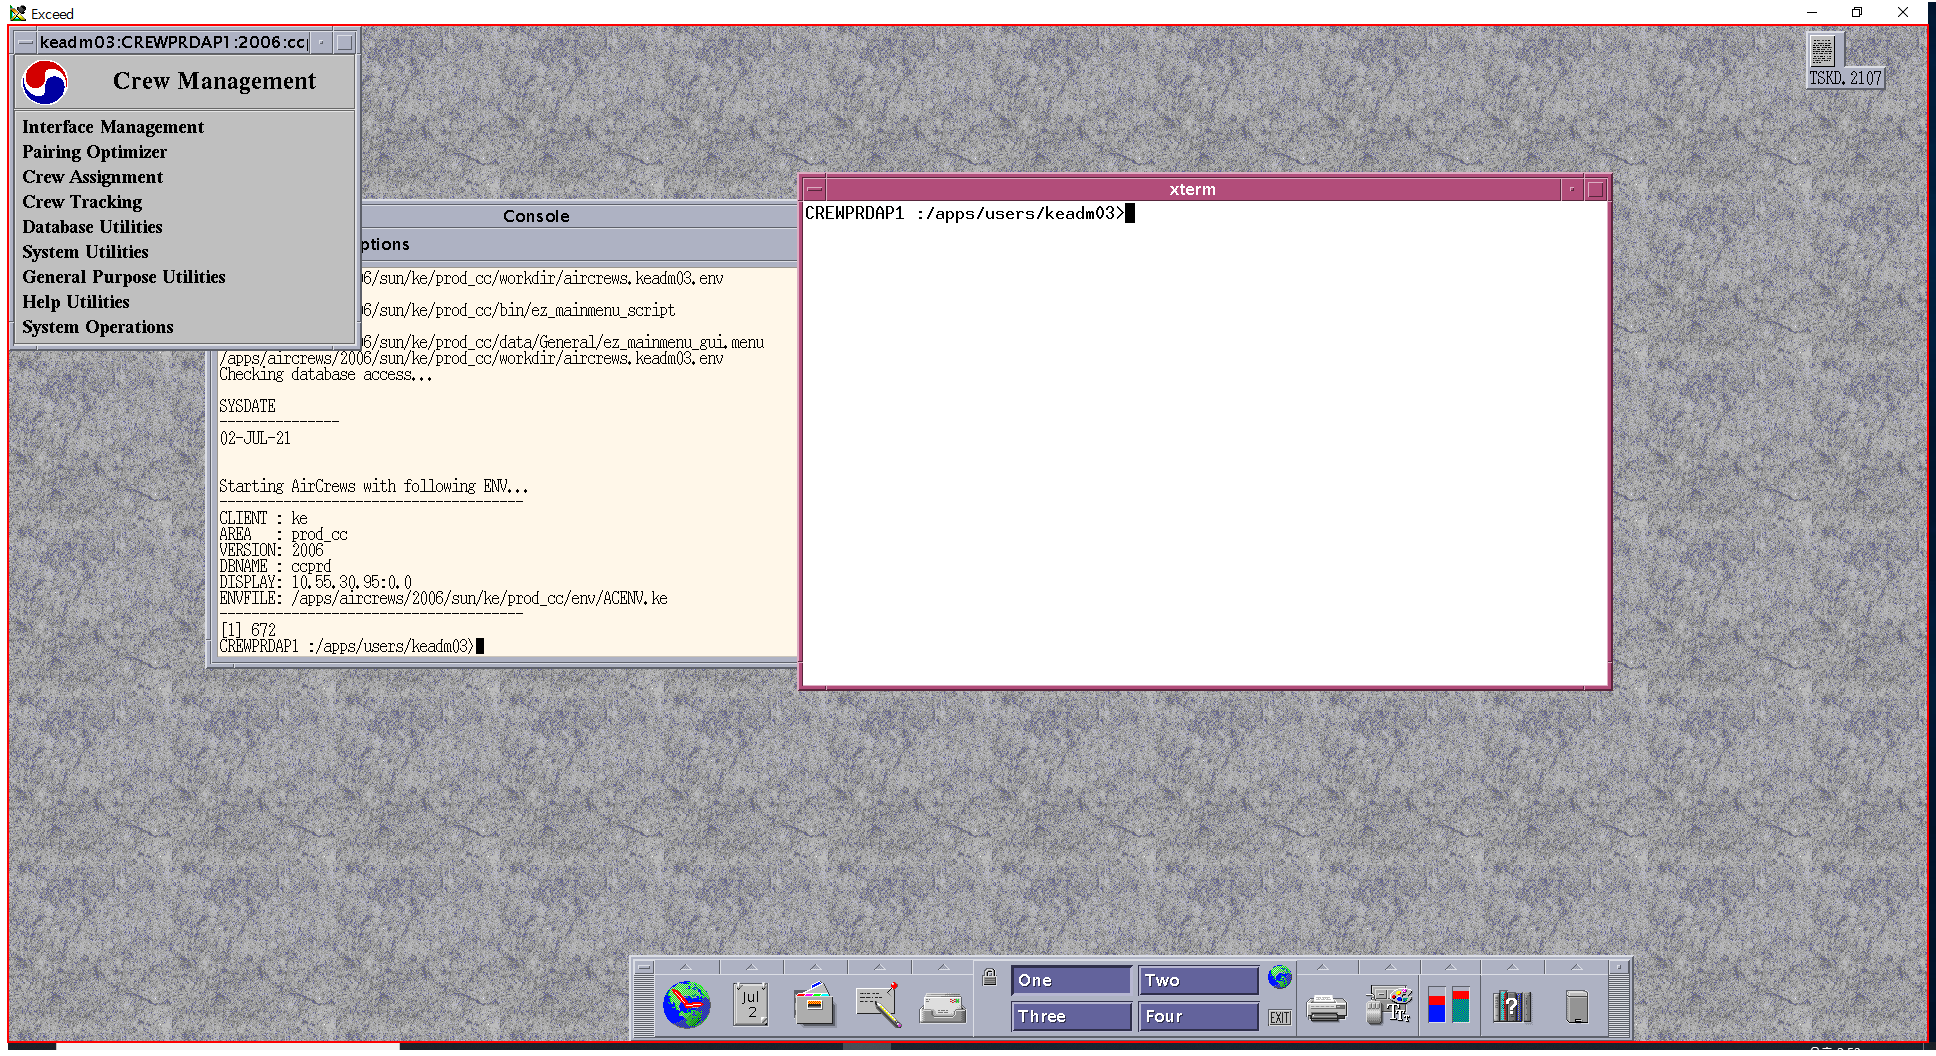 Exceed
keadm03:CREWPRDAP1:2006:cc
Crew Management
Interface Management
Pairing Optimizer
Crew Assignment
Crew Tracking
Database Utilities
System Utilities
General Purpose Utilities
Help Utilities
System Operations
TSKD.2107
Console
ptions
6/sun/ke/prod_cc/workdir/aircrews.keadm03.env
6/sun/ke/prod_cc/bin/ez_mainmenu_script
6/sun/ke/prod_cc/data/General/ez_mainmenu_gui.menu
/apps/aircrews/2006/sun/ke/prod_cc/workdir/aircrews.keadm03.env
Checking database access...
SYSDATE
---------------
02-JUL-21
Starting AirCrews with following ENV...
--------------------------------------
CLIENT : ke
AREA   : prod_cc
VERSION: 2006
DBNAME : ccprd
DISPLAY: 10.55.30.95:0.0
ENVFILE: /apps/aircrews/2006/sun/ke/prod_cc/env/ACENV.ke
--------------------------------------
[1] 672
CREWPRDAP1 :/apps/users/keadm03>
xterm
CREWPRDAP1 :/apps/users/keadm03>
Jul
2
One
Two
Three
Four
EXIT